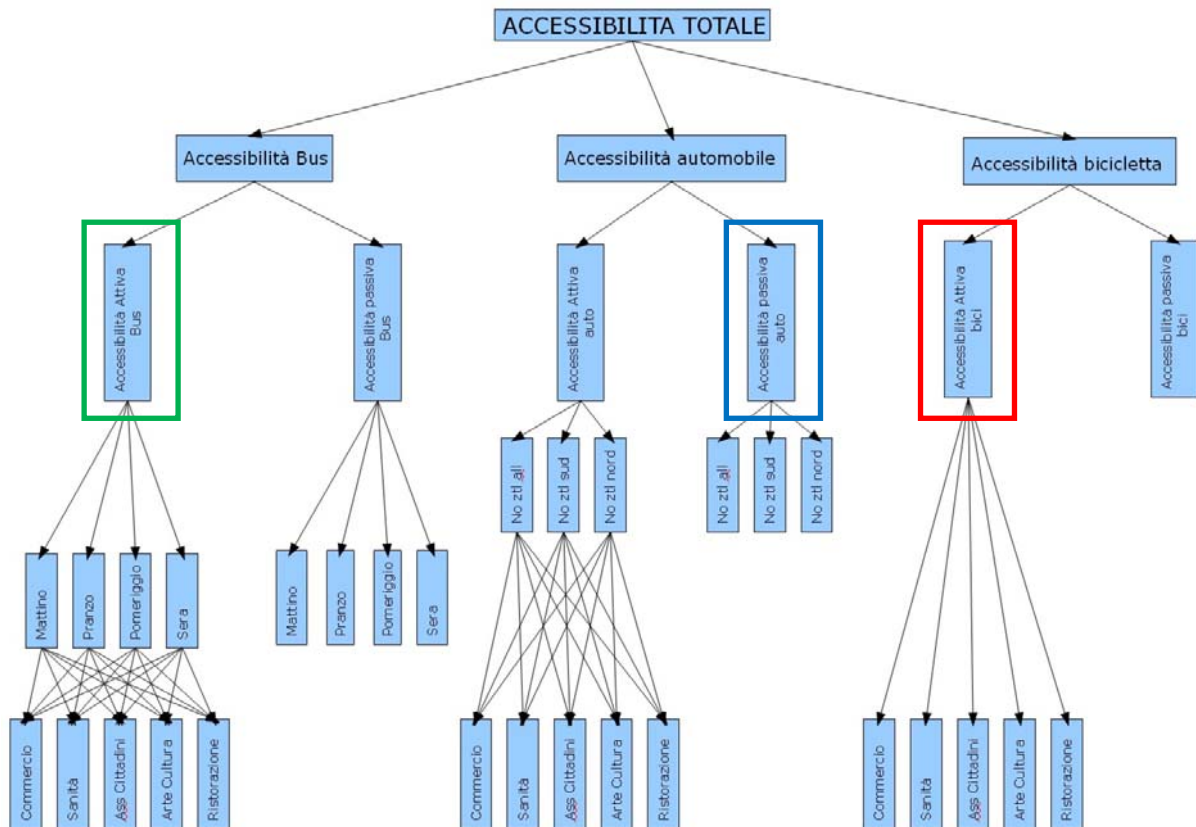 ACCESSIBILITA TOTALE
Accessibilità Bus
Accessibilità automobile
Accessibilità bicicletta
Accessibilità Attiva
Bus
Accessibilità passiva
Bus
Accessibilità Attiva
auto
Accessibilità passiva
auto
Accessibilità Attiva
bici
Accessibilità passiva
bici
No ztl all
No ztl sud
No ztl nord
No ztl all
No ztl sud
No ztl nord
Mattino
Pranzo
Pomeriggio
Sera
Mattino
Pranzo
Pomeriggio
Sera
Commercio
Sanità
Ass Cittadini
Arte Cultura
Ristorazione
Commercio
Sanità
Ass Cittadini
Arte Cultura
Ristorazione
Commercio
Sanità
Ass Cittadini
Arte Cultura
Ristorazione